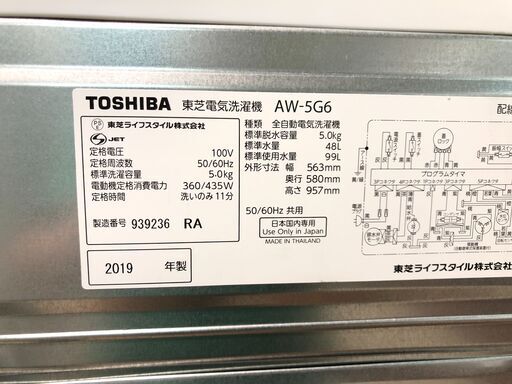 TOSHIBA 東芝電気洗濯機 AW-5G6
東芝ライフスタイル株式会社
JET
定格電圧 100V
定格周波数 50/60Hz
標準洗濯容量 5.0kg
電動機定格消費電力 360/435W
定格時間 洗いのみ 11分
製造番号 939236 RA
2019 年製
種類 全自動電気洗濯機
標準脱水容量 5.0kg
標準水量 48L
標準使用水量 99L
外形寸法 幅 563mm
奥行 580mm
高さ 957mm
50/60Hz 共用
日本国内専用
Use Only in Japan
MADE IN THAILAND
配線
プログラムタイマ
東芝ライフスタイル株式会社